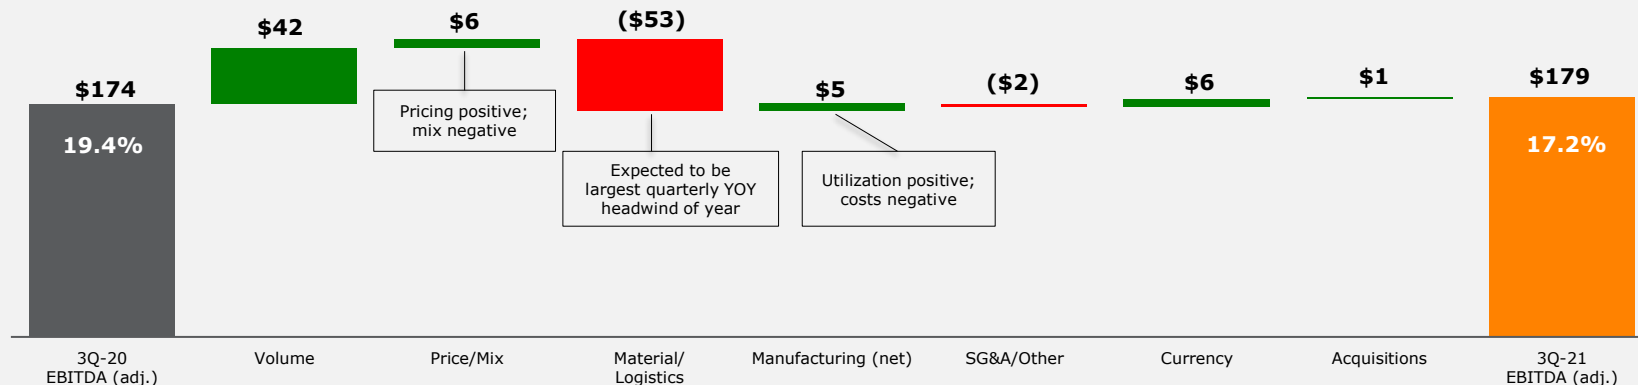 $174
19.4%
$42
$6
Pricing positive;
mix negative
($53)
Expected to be
largest quarterly YOY
headwind of year
$5
Utilization positive;
costs negative
($2)
$6
$1
$179
17.2%
3Q-20
EBITDA (adj.)
Volume
Price/Mix
Material/
Logistics
Manufacturing (net)
SG&A/Other
Currency
Acquisitions
3Q-21
EBITDA (adj.)